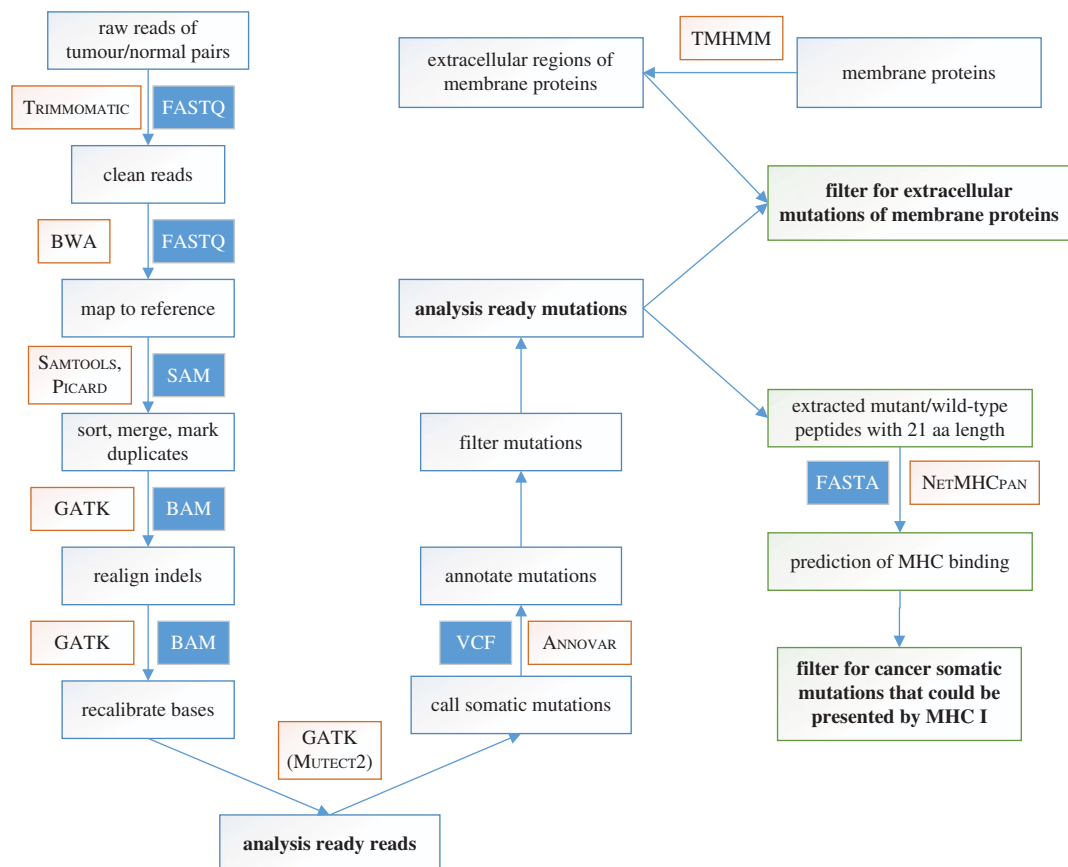 raw reads of
tumour/normal pairs
TRIMMOMATIC
FASTQ
clean reads
BWA
FASTQ
map to reference
SAMTOOLS,
PICARD
SAM
sort, merge, mark
duplicates
GATK
BAM
realign indels
GATK
BAM
recalibrate bases
analysis ready reads
GATK
(MUTECT2)
call somatic mutations
VCF
ANNOVAR
annotate mutations
filter mutations
analysis ready mutations
extracellular regions of
membrane proteins
TMHMM
membrane proteins
filter for extracellular
mutations of membrane proteins
extracted mutant/wild-type
peptides with 21 aa length
FASTA
NETMHCPAN
prediction of MHC binding
filter for cancer somatic
mutations that could be
presented by MHC I